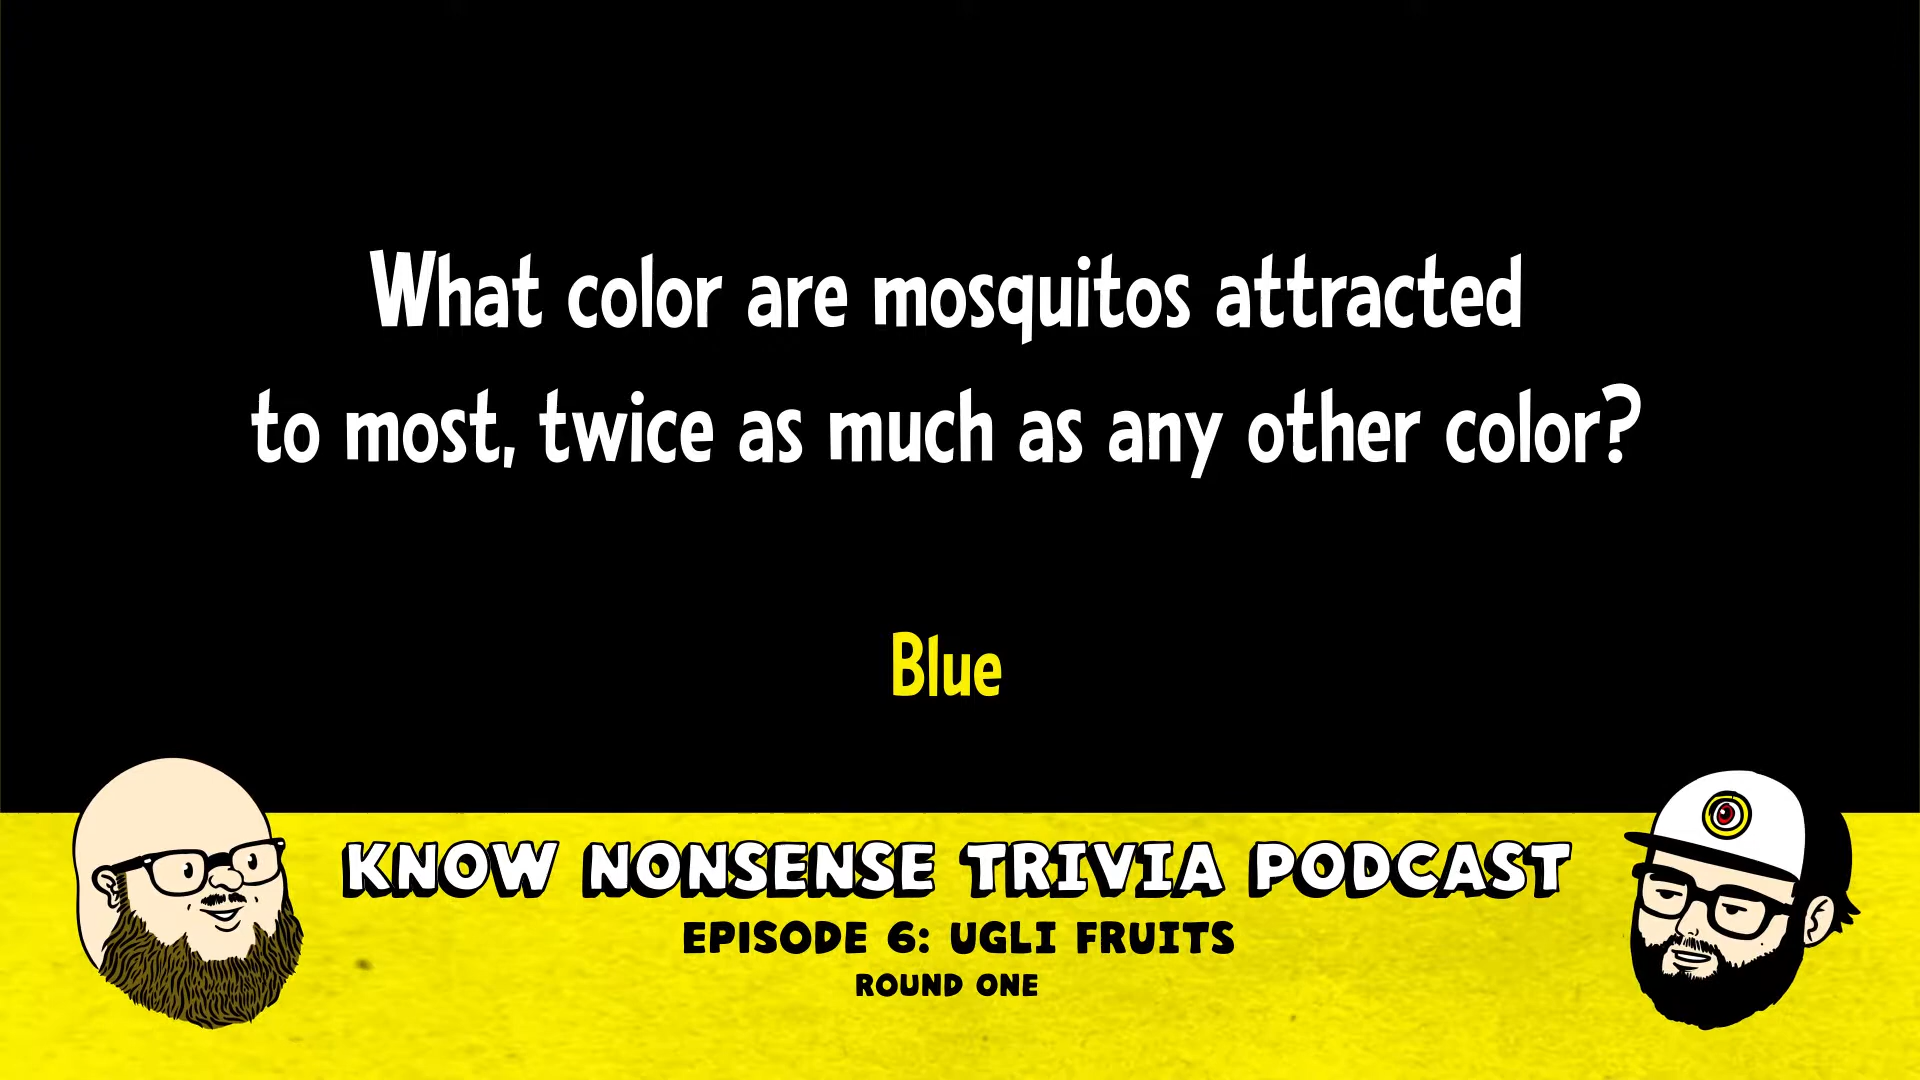 What color are mosquitos attracted
to most, twice as much as any other color?
Blue
KNOW NONSENSE TRIVIA PODCAST
EPISODE 6: UGLI FRUITS
ROUND ONE